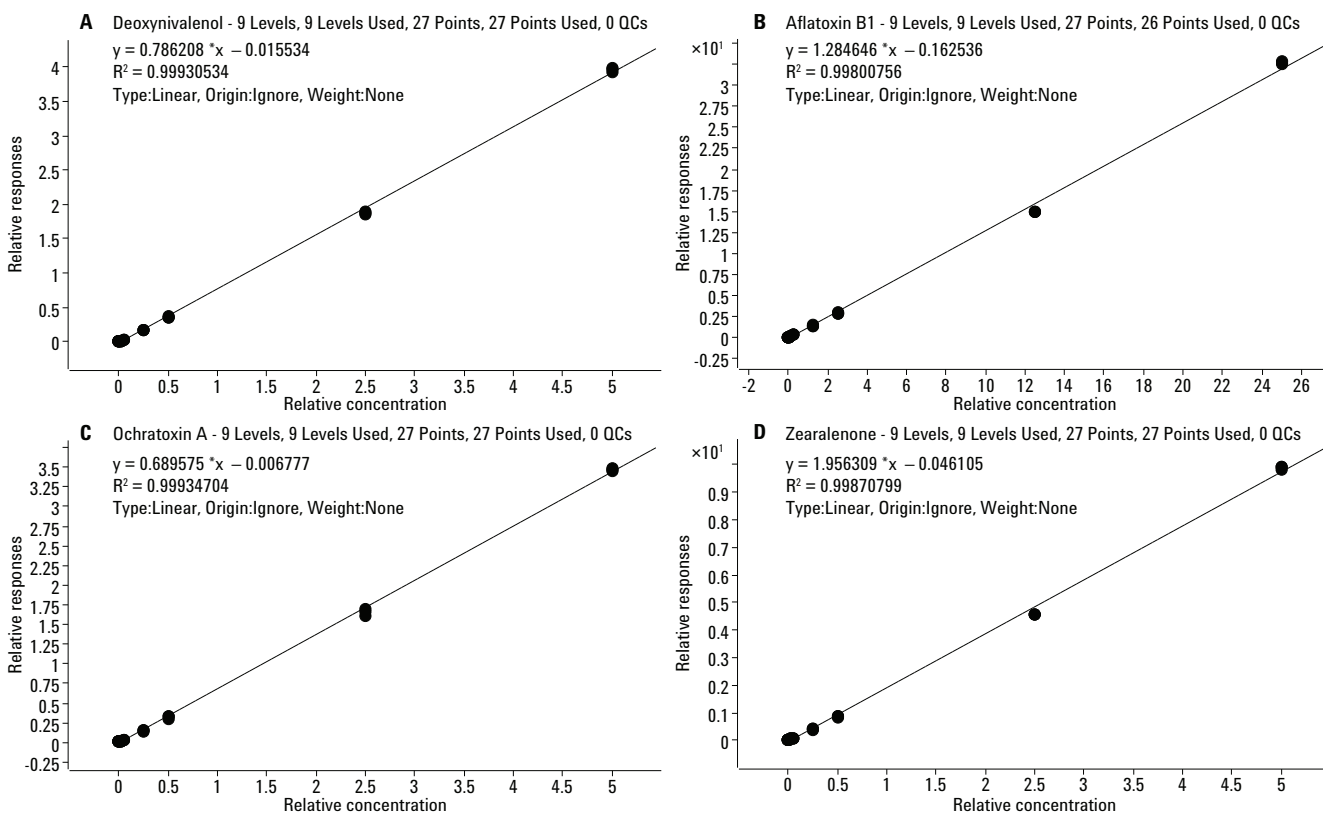 A Deoxynivalenol - 9 Levels, 9 Levels Used, 27 Points, 27 Points Used, 0 QCs
y = 0.786208 *x – 0.015534
R² = 0.99930534
Type:Linear, Origin:Ignore, Weight:None
Relative responses
4
3.5
3
2.5
2
1.5
1
0.5
0
0 0.5 1 1.5 2 2.5 3 3.5 4 4.5 5
Relative concentration
B Aflatoxin B1 - 9 Levels, 9 Levels Used, 27 Points, 26 Points Used, 0 QCs
×10¹
y = 1.284646 *x – 0.162536
R² = 0.99800756
Type:Linear, Origin:Ignore, Weight:None
Relative responses
3
2.75
2.5
2.25
2
1.75
1.5
1.25
1
0.75
0.5
0.25
0
-0.25
-2 0 2 4 6 8 10 12 14 16 18 20 22 24 26
Relative concentration
C Ochratoxin A - 9 Levels, 9 Levels Used, 27 Points, 27 Points Used, 0 QCs
y = 0.689575 *x – 0.006777
R² = 0.99934704
Type:Linear, Origin:Ignore, Weight:None
Relative responses
3.5
3.25
3
2.75
2.5
2.25
2
1.75
1.5
1.25
1
0.75
0.5
0.25
0
-0.25
0 0.5 1 1.5 2 2.5 3 3.5 4 4.5 5
Relative concentration
D Zearalenone - 9 Levels, 9 Levels Used, 27 Points, 27 Points Used, 0 QCs
×10¹
y = 1.956309 *x – 0.046105
R² = 0.99870799
Type:Linear, Origin:Ignore, Weight:None
Relative responses
0.9
0.8
0.7
0.6
0.5
0.4
0.3
0.2
0.1
0
0 0.5 1 1.5 2 2.5 3 3.5 4 4.5 5
Relative concentration